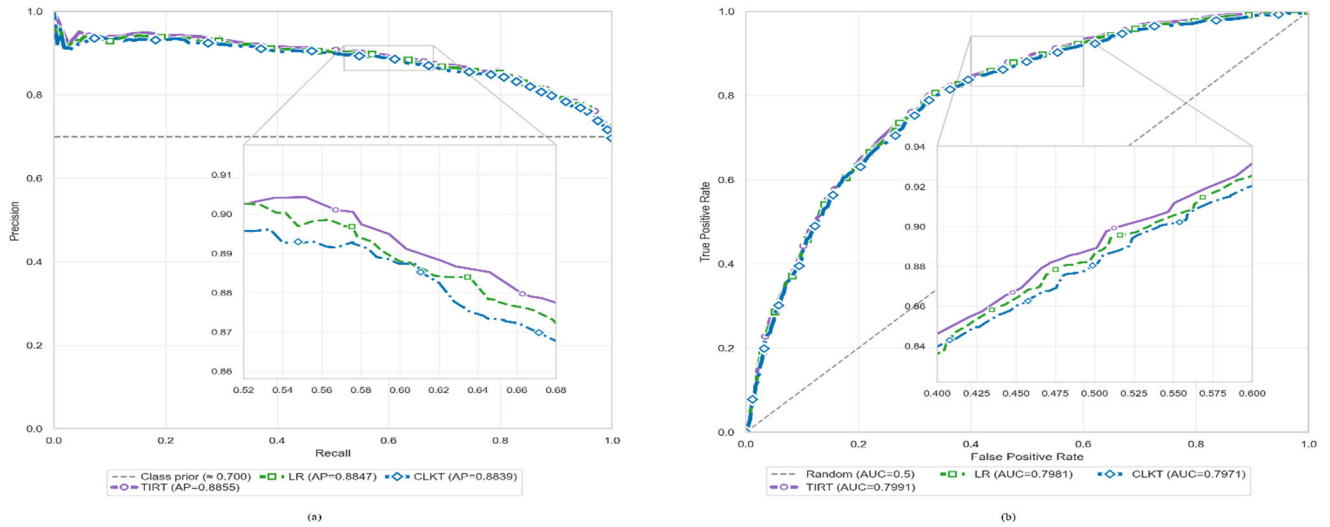 1.0
0.8
0.6
0.4
0.2
0.0
Precision
0.91
0.90
0.89
0.88
0.87
0.86
0.52 0.54 0.56 0.58 0.60 0.62 0.64 0.66 0.68
0.0 0.2 0.4 0.6 0.8 1.0
Recall
Class prior (≈ 0.700) LR (AP=0.8847) CLKT (AP=0.8839)
TIRT (AP=0.8855)
(a)
1.0
0.8
0.6
0.4
0.2
0.0
True Positive Rate
0.94
0.92
0.90
0.88
0.86
0.84
0.400 0.425 0.450 0.475 0.500 0.525 0.550 0.575 0.600
0.0 0.2 0.4 0.6 0.8 1.0
False Positive Rate
Random (AUC=0.5) LR (AUC=0.7981) CLKT (AUC=0.7971)
TIRT (AUC=0.7991)
(b)